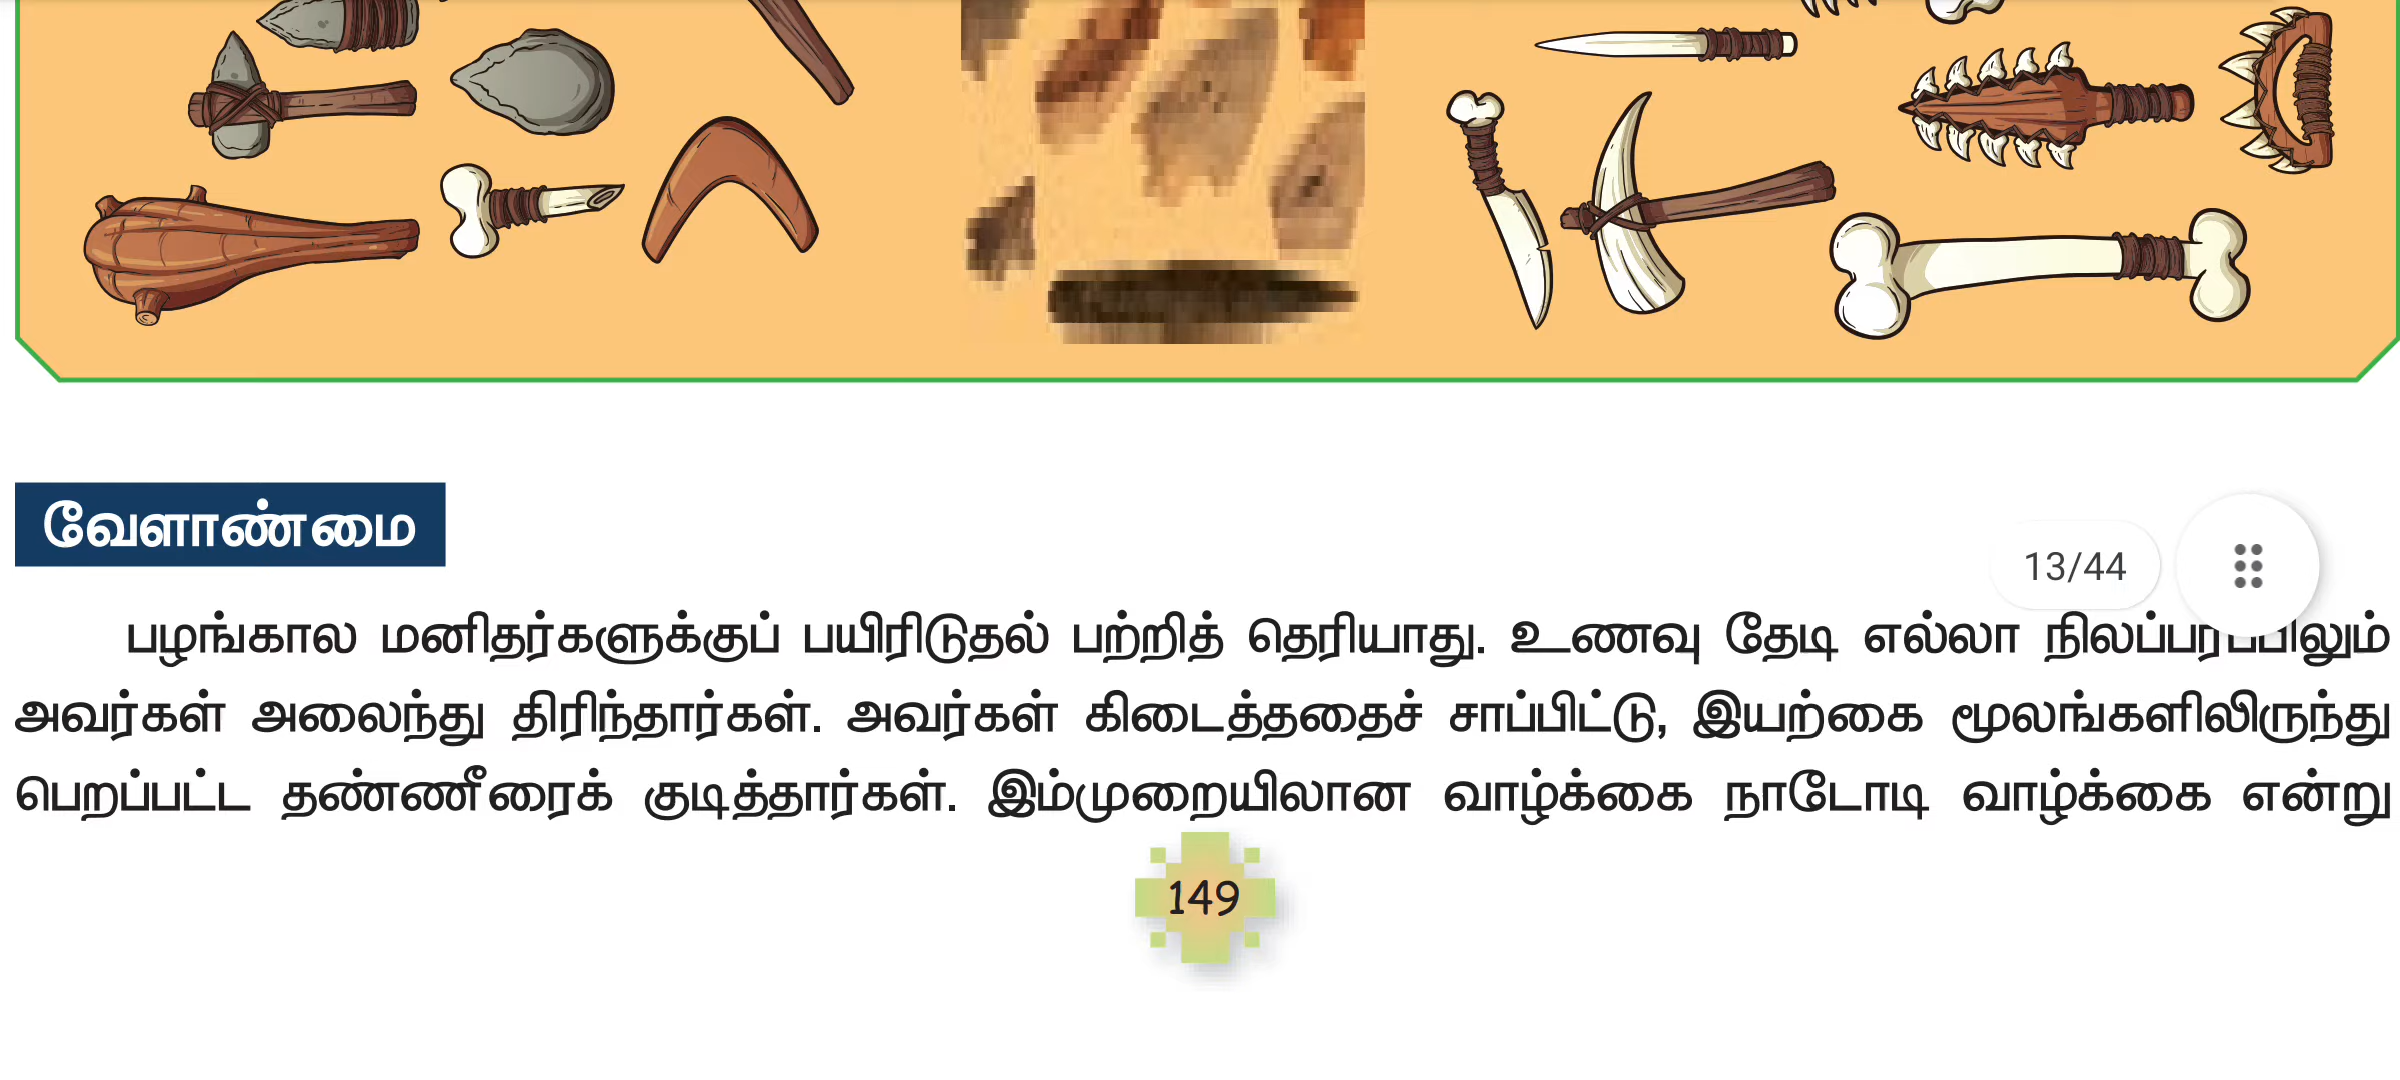 வேளாண்மை
13/44
பழங்கால மனிதர்களுக்குப் பயிரிடுதல் பற்றித் தெரியாது. உணவு தேடி எல்லா நிலப்பரப்பிலும்
அவர்கள் அலைந்து திரிந்தார்கள். அவர்கள் கிடைத்ததைச் சாப்பிட்டு, இயற்கை மூலங்களிலிருந்து
பெறப்பட்ட தண்ணீரைக் குடித்தார்கள். இம்முறையிலான வாழ்க்கை நாடோடி வாழ்க்கை என்று
149